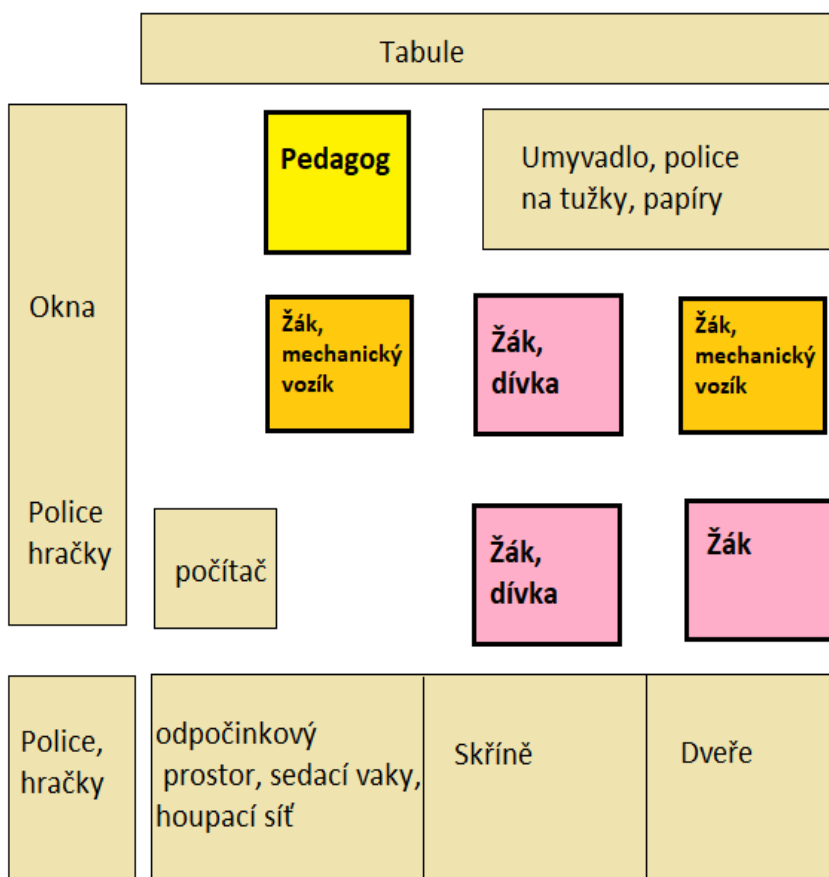 Tabule
Pedagog
Umyvadlo, police
na tužky, papíry
Okna
Žák,
mechanický
vozík
Žák,
dívka
Žák,
mechanický
vozík
Police
hračky
počítač
Žák,
dívka
Žák
Police,
hračky
odpočinkový
prostor, sedací vaky,
houpací síť
Skříně
Dveře